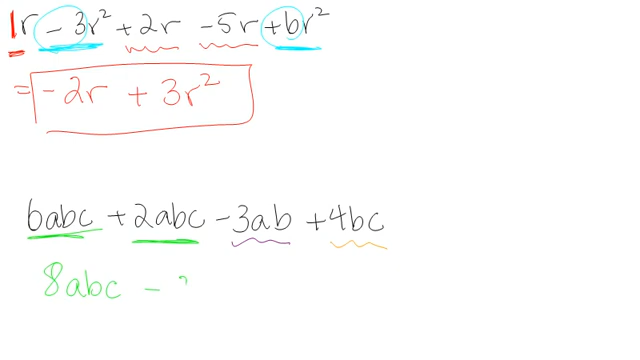 1r - 3r² + 2r - 5r + 6r²
= -2r + 3r²
6abc + 2abc - 3ab + 4bc
8abc -